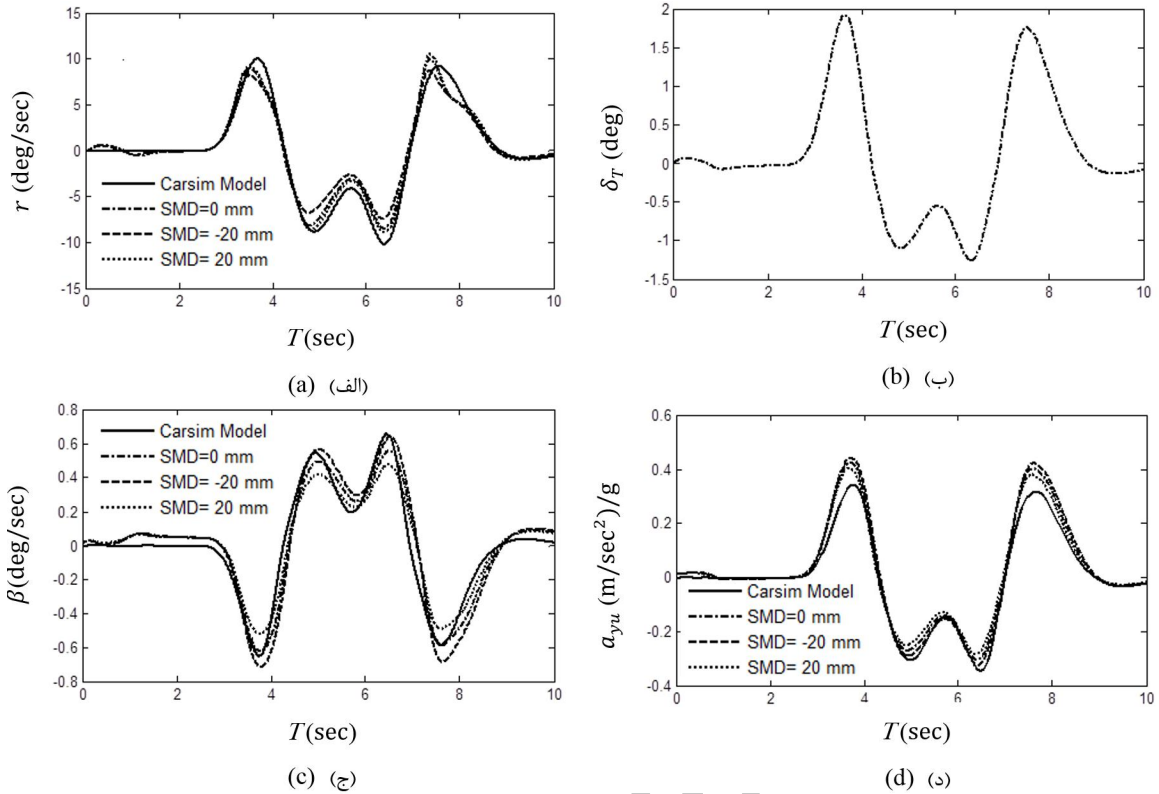 15
10
5
0
-5
-10
-15
r (deg/sec)
Carsim Model
SMD=0 mm
SMD= -20 mm
SMD= 20 mm
0 2 4 6 8 10
T(sec)
(a) (الف)
2
1.5
1
0.5
0
-0.5
-1
-1.5
δ_T (deg)
0 2 4 6 8 10
T(sec)
(b) (ب)
0.8
0.6
0.4
0.2
0
-0.2
-0.4
-0.6
-0.8
β(deg/sec)
Carsim Model
SMD=0 mm
SMD= -20 mm
SMD= 20 mm
0 2 4 6 8 10
T(sec)
(c) (ج)
0.6
0.4
0.2
0
-0.2
-0.4
a_yu (m/sec²)/g
Carsim Model
SMD=0 mm
SMD= -20 mm
SMD= 20 mm
0 2 4 6 8 10
T(sec)
(d) (د)